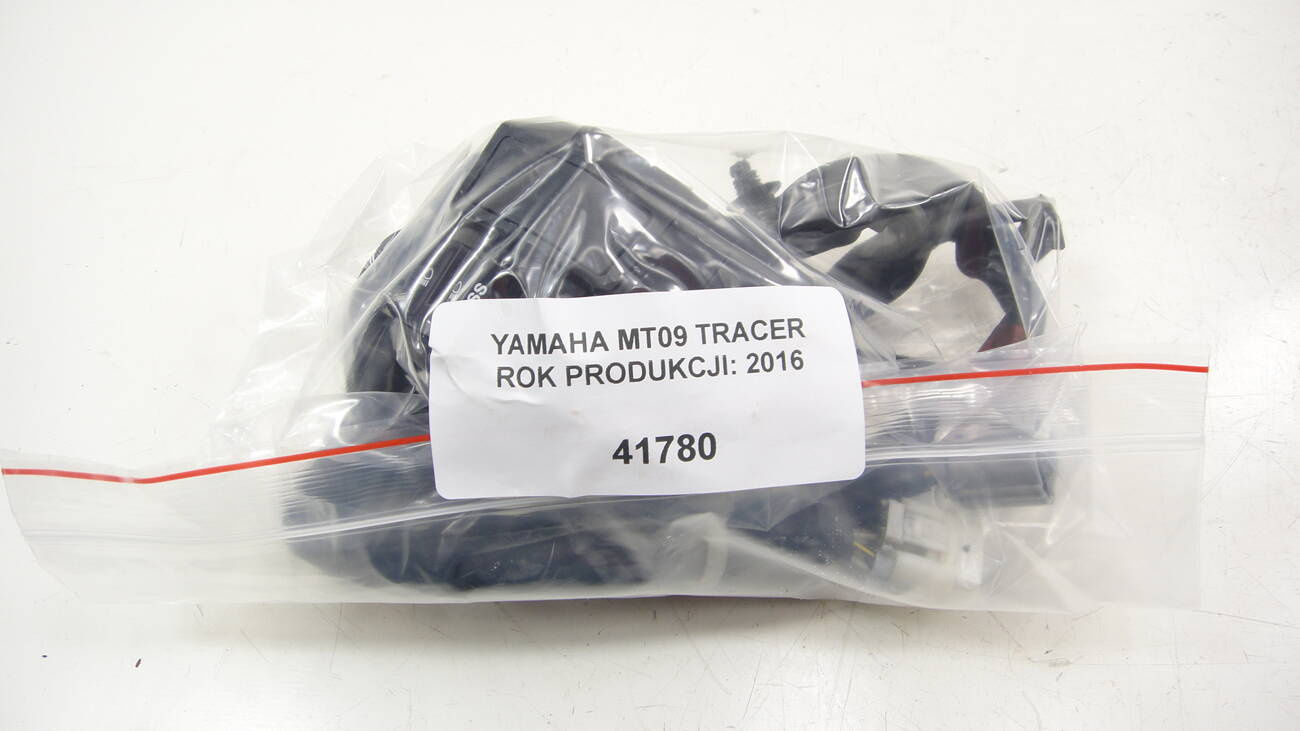 YAMAHA MT09 TRACER
ROK PRODUKCJI: 2016
41780